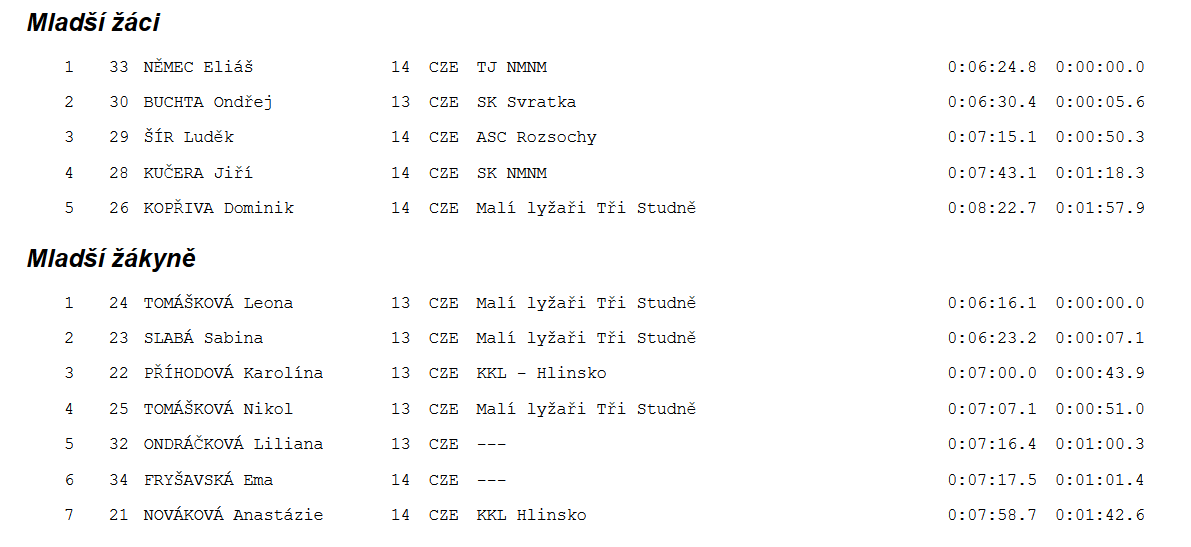 Mladší žáci
1 33 NĚMEC Eliáš 14 CZE TJ NMNM 0:06:24.8 0:00:00.0
2 30 BUCHTA Ondřej 13 CZE SK Svratka 0:06:30.4 0:00:05.6
3 29 ŠÍR Luděk 14 CZE ASC Rozsochy 0:07:15.1 0:00:50.3
4 28 KUČERA Jiří 14 CZE SK NMNM 0:07:43.1 0:01:18.3
5 26 KOPŘIVA Dominik 14 CZE Malí lyžaři Tři Studně 0:08:22.7 0:01:57.9
Mladší žákyně
1 24 TOMÁŠKOVÁ Leona 13 CZE Malí lyžaři Tři Studně 0:06:16.1 0:00:00.0
2 23 SLABÁ Sabina 13 CZE Malí lyžaři Tři Studně 0:06:23.2 0:00:07.1
3 22 PŘÍHODOVÁ Karolína 13 CZE KKL - Hlinsko 0:07:00.0 0:00:43.9
4 25 TOMÁŠKOVÁ Nikol 13 CZE Malí lyžaři Tři Studně 0:07:07.1 0:00:51.0
5 32 ONDRÁČKOVÁ Liliana 13 CZE --- 0:07:16.4 0:01:00.3
6 34 FRYŠAVSKÁ Ema 14 CZE --- 0:07:17.5 0:01:01.4
7 21 NOVÁKOVÁ Anastázie 14 CZE KKL Hlinsko 0:07:58.7 0:01:42.6